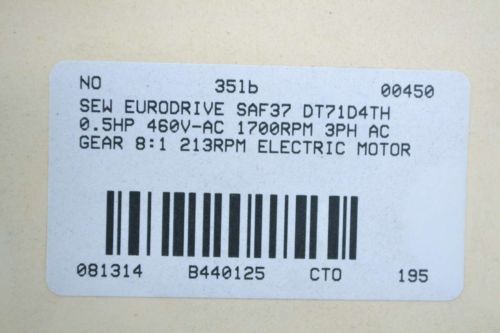 NO 35lb 00450
SEW EURODRIVE SAF37 DT71D4TH
0.5HP 460V-AC 1700RPM 3PH AC
GEAR 8:1 213RPM ELECTRIC MOTOR
081314 B440125 CTO 195